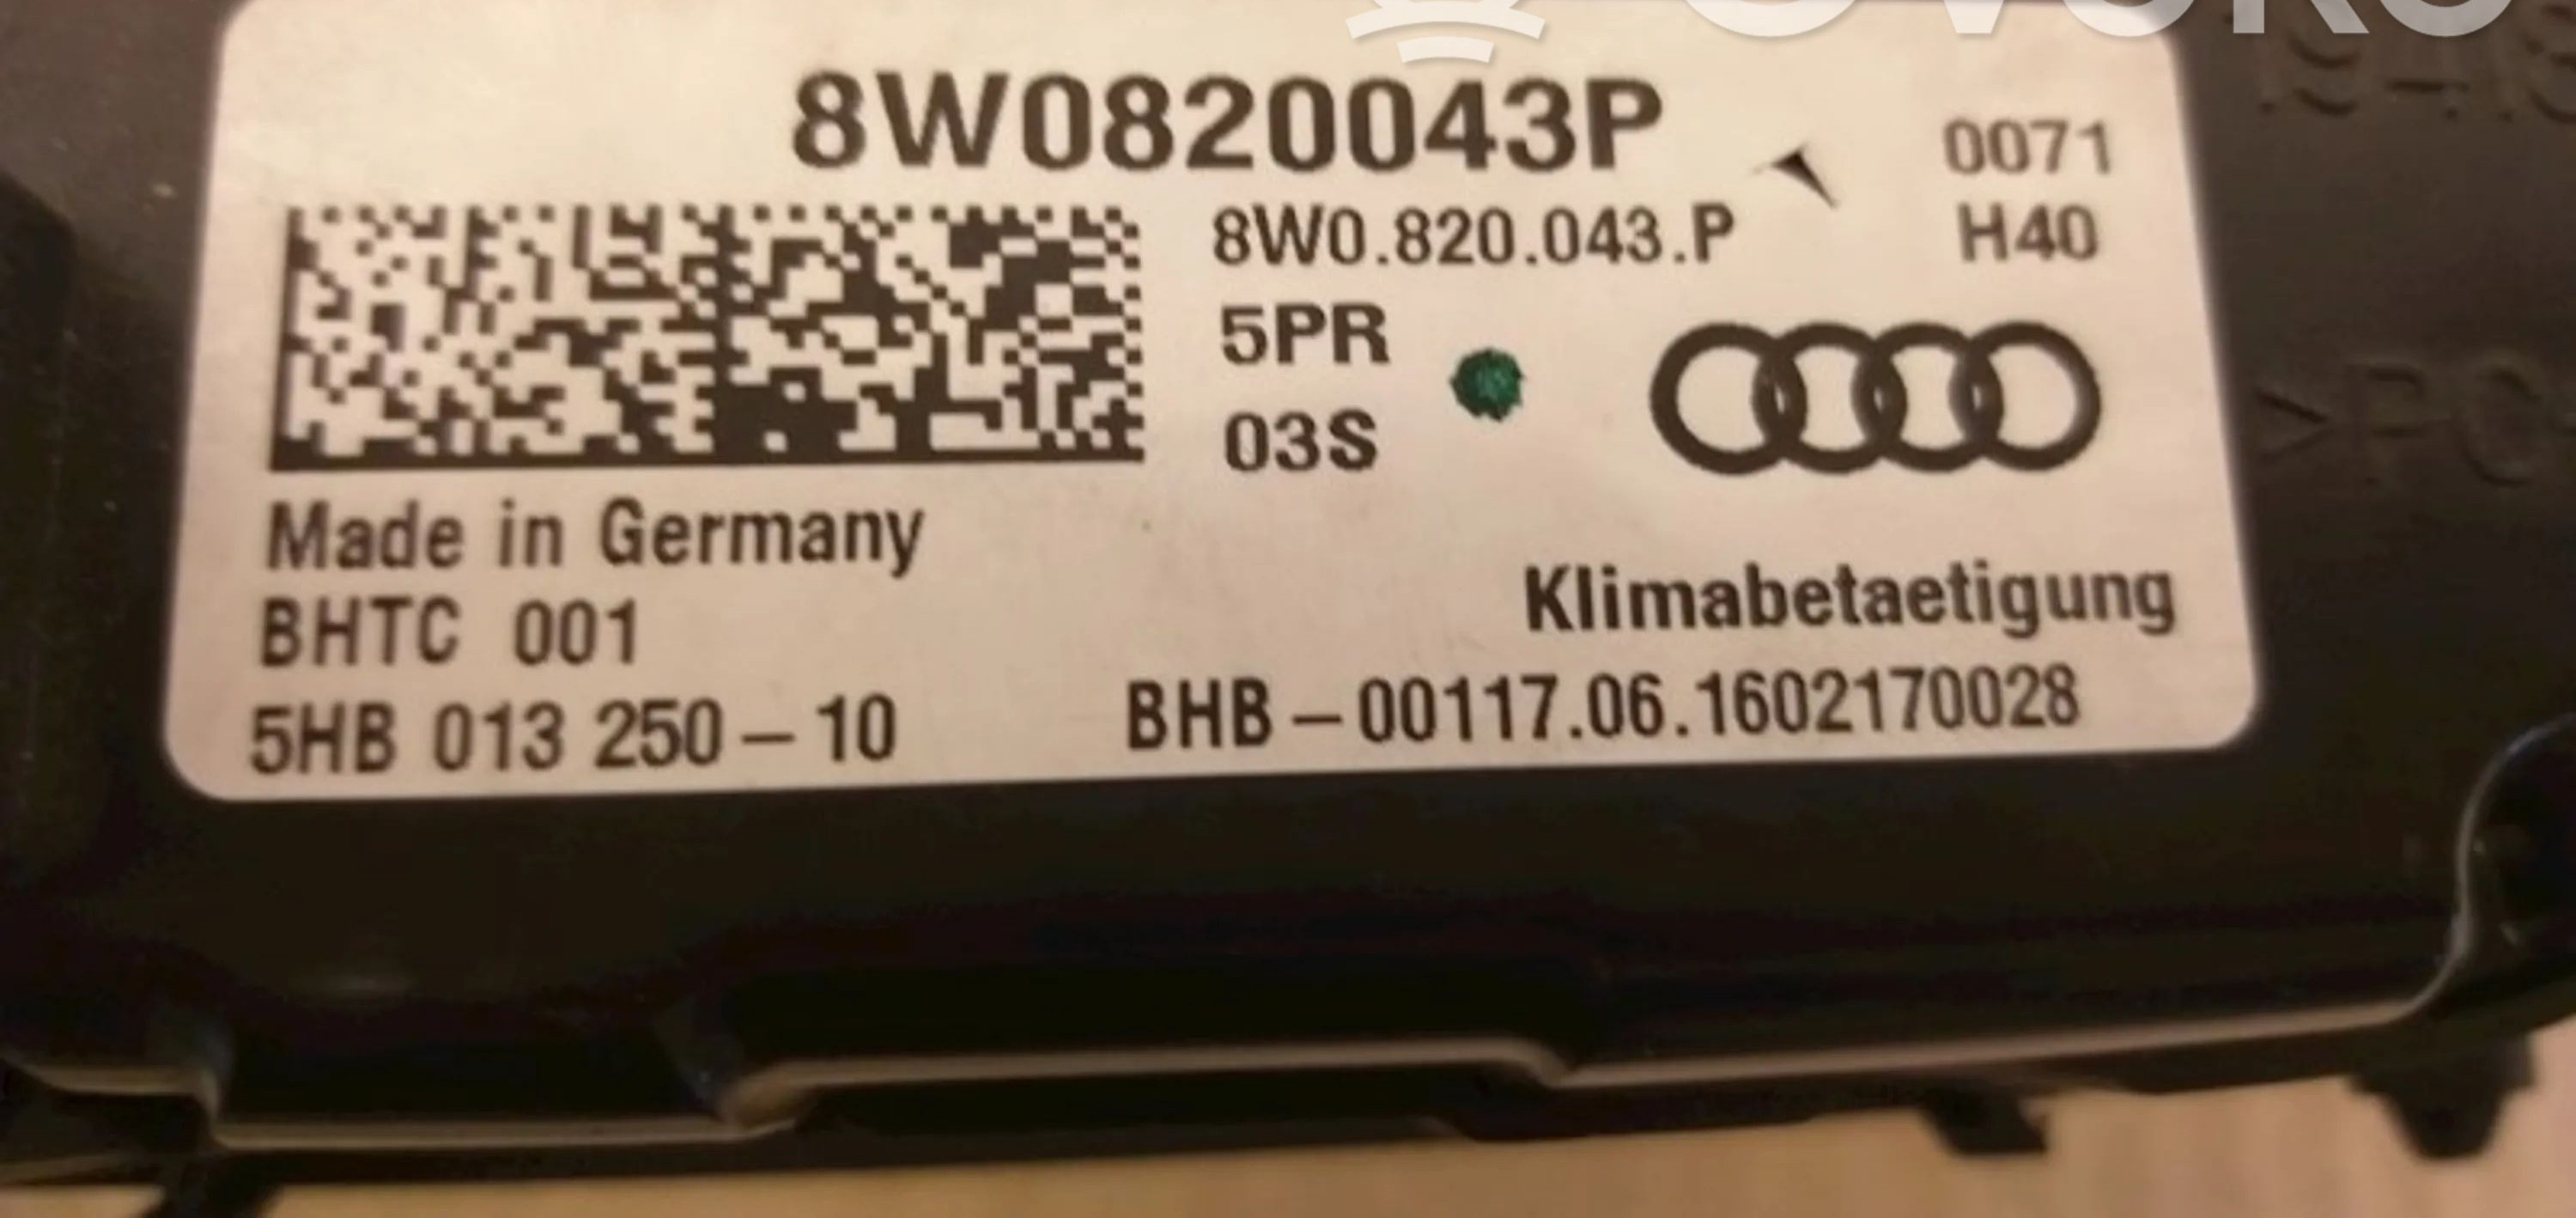 8W0820043P
0071
8W0.820.043.P
H40
5PR
03S
Made in Germany
Klimabetaetigung
BHTC 001
5HB 013 250-10
BHB-00117.06.1602170028
>PC